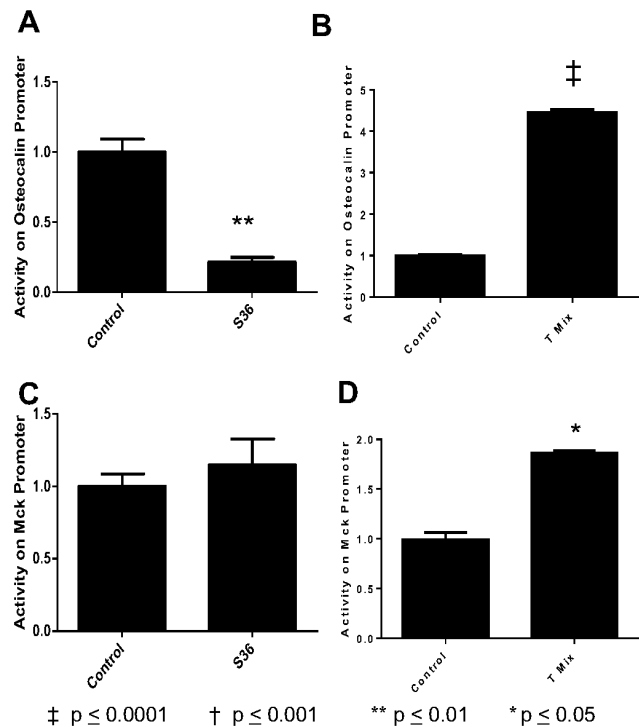 A
Activity on Osteocalin Promoter
1.5
1.0
0.5
0.0
**
Control
S36
B
Activity on Osteocalin Promoter
5
4
3
2
1
0
‡
Control
T Mix
C
Activity on Mck Promoter
1.5
1.0
0.5
0.0
Control
S36
D
Activity on Mck Promoter
2.0
1.5
1.0
0.5
0.0
*
Control
T Mix
‡ p ≤ 0.0001 † p ≤ 0.001 ** p ≤ 0.01 * p ≤ 0.05